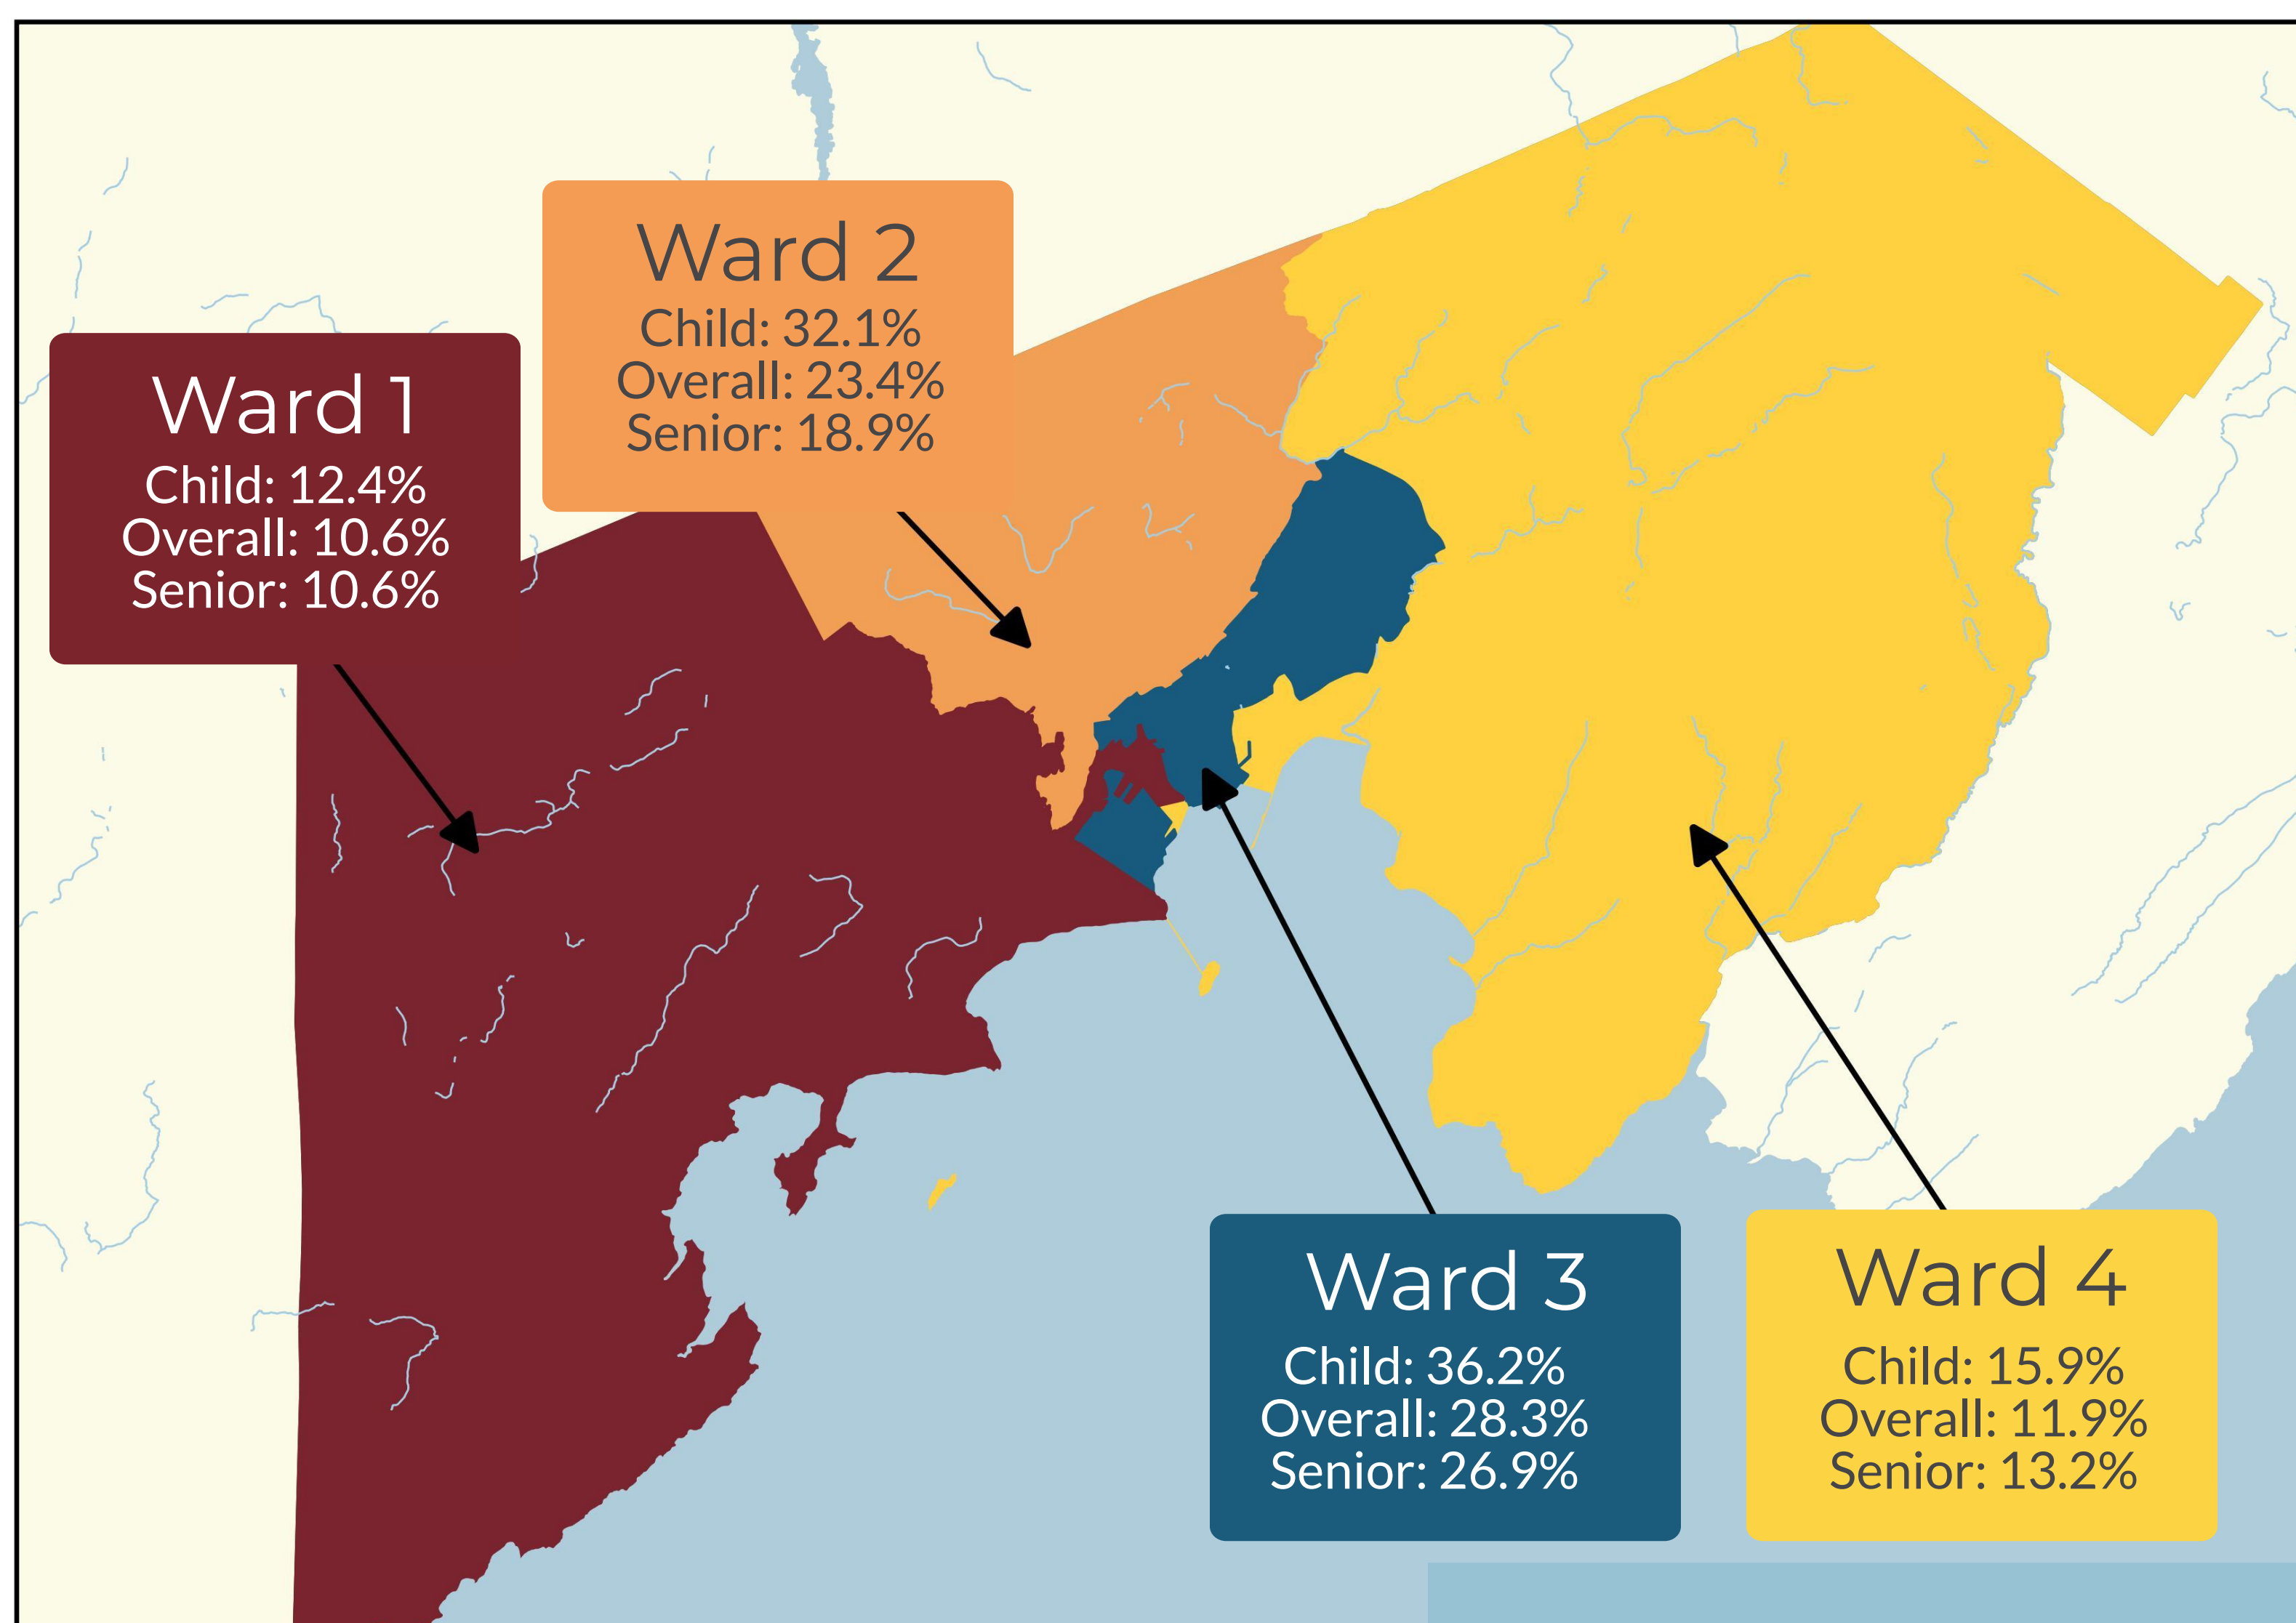 Ward 1
Child: 12.4%
Overall: 10.6%
Senior: 10.6%
Ward 2
Child: 32.1%
Overall: 23.4%
Senior: 18.9%
Ward 3
Child: 36.2%
Overall: 28.3%
Senior: 26.9%
Ward 4
Child: 15.9%
Overall: 11.9%
Senior: 13.2%